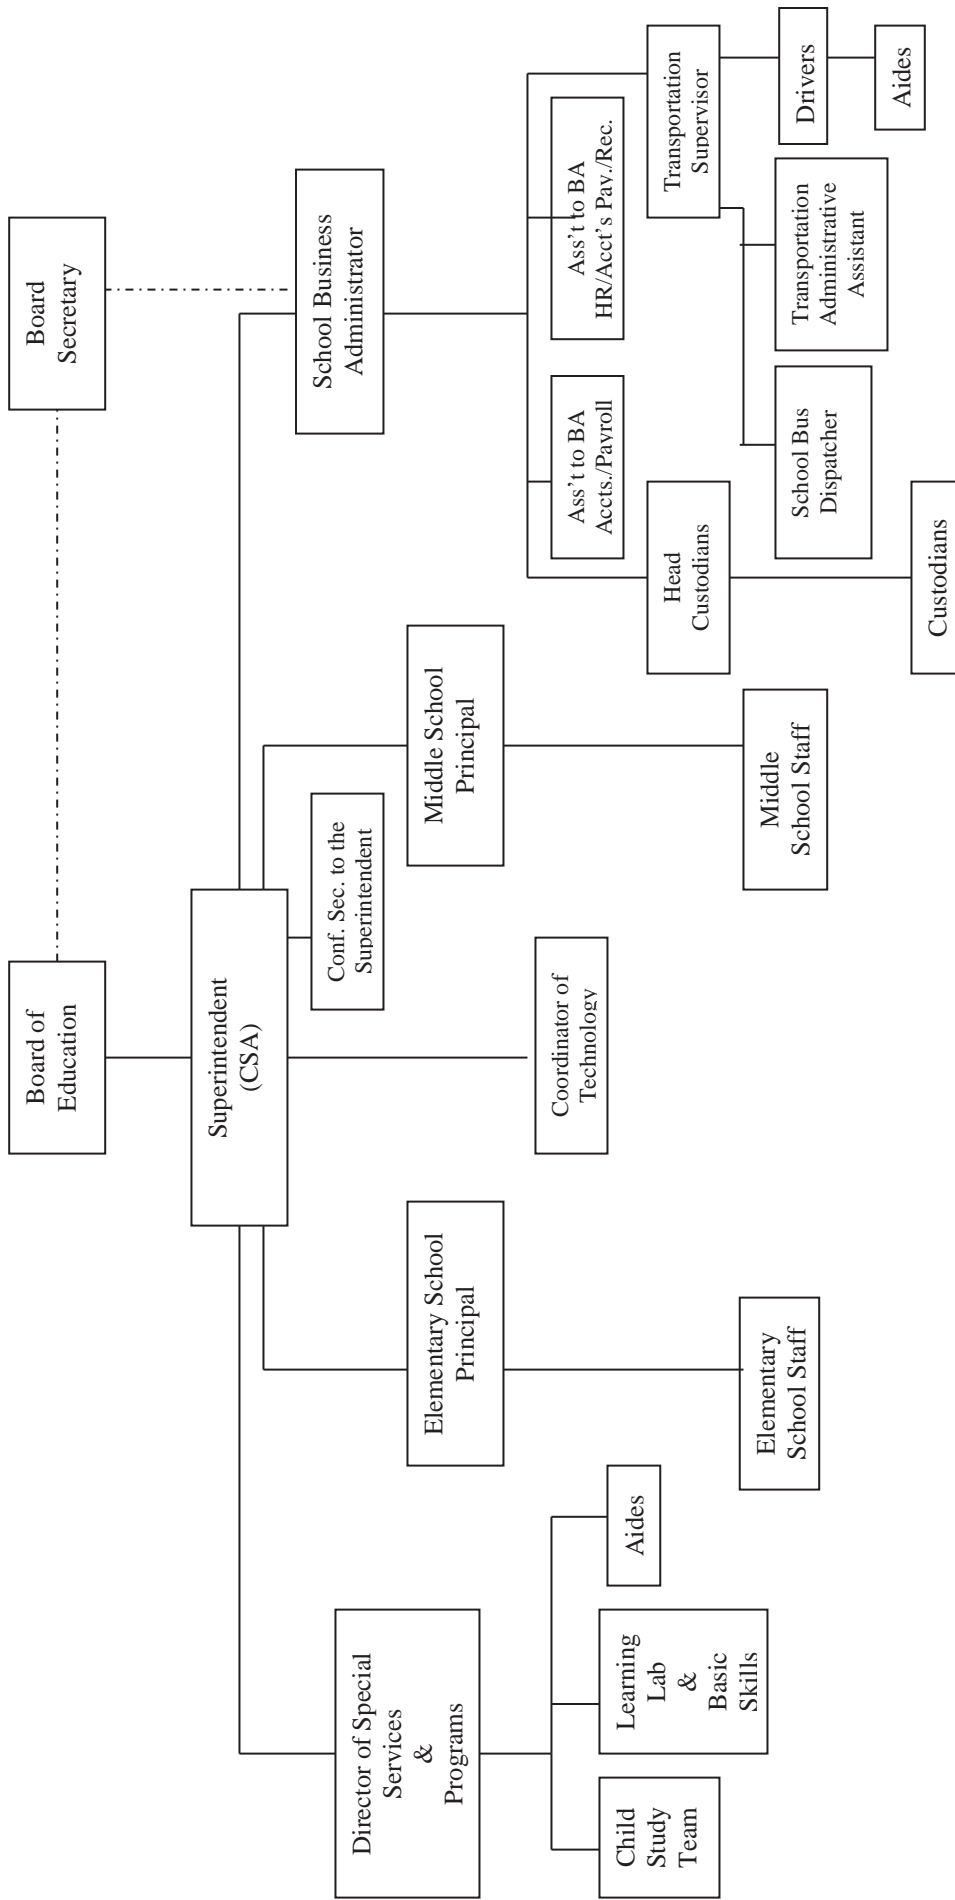 Board of
Education
Board
Secretary
Superintendent
(CSA)
Conf. Sec. to the
Superintendent
Director of Special
Services
&
Programs
Elementary School
Principal
Coordinator of
Technology
Middle School
Principal
School Business
Administrator
Child
Study
Team
Learning
Lab
&
Basic
Skills
Aides
Elementary
School Staff
Middle
School Staff
Ass't to BA
Accts./Payroll
Ass't to BA
HR/Acct's Pay./Rec.
Head
Custodians
Custodians
Transportation
Supervisor
School Bus
Dispatcher
Transportation
Administrative
Assistant
Drivers
Aides